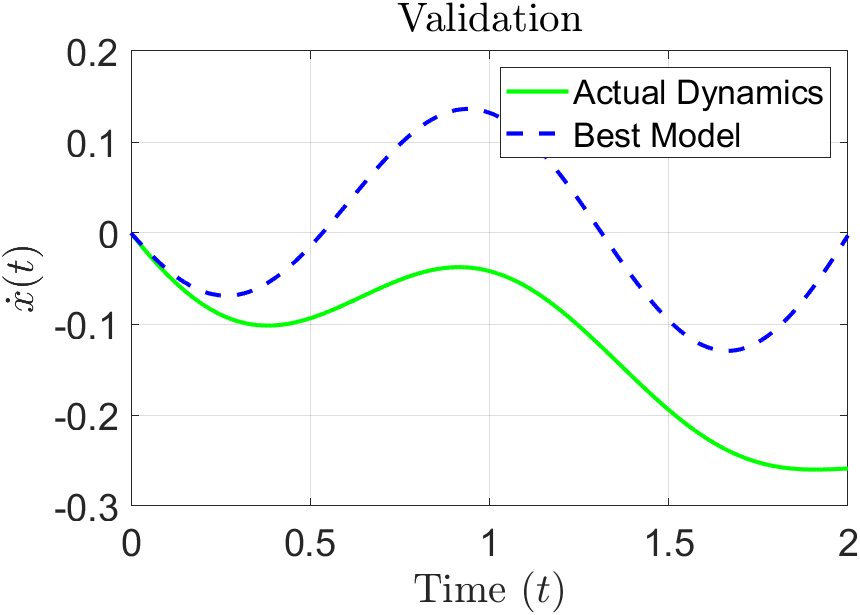 Validation
0.2
0.1
0
-0.1
-0.2
-0.3
ẋ(t)
Actual Dynamics
Best Model
0 0.5 1 1.5 2
Time (t)